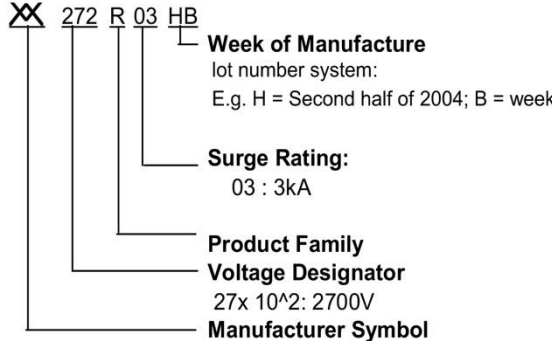 XX 272 R 03 HB
Week of Manufacture
lot number system:
E.g. H = Second half of 2004; B = week
Surge Rating:
03 : 3kA
Product Family
Voltage Designator
27x 10^2: 2700V
Manufacturer Symbol